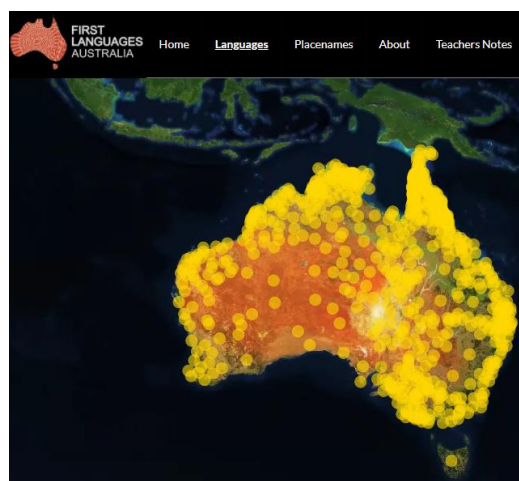 FIRST
LANGUAGES
AUSTRALIA
Home Languages Placenames About Teachers Notes